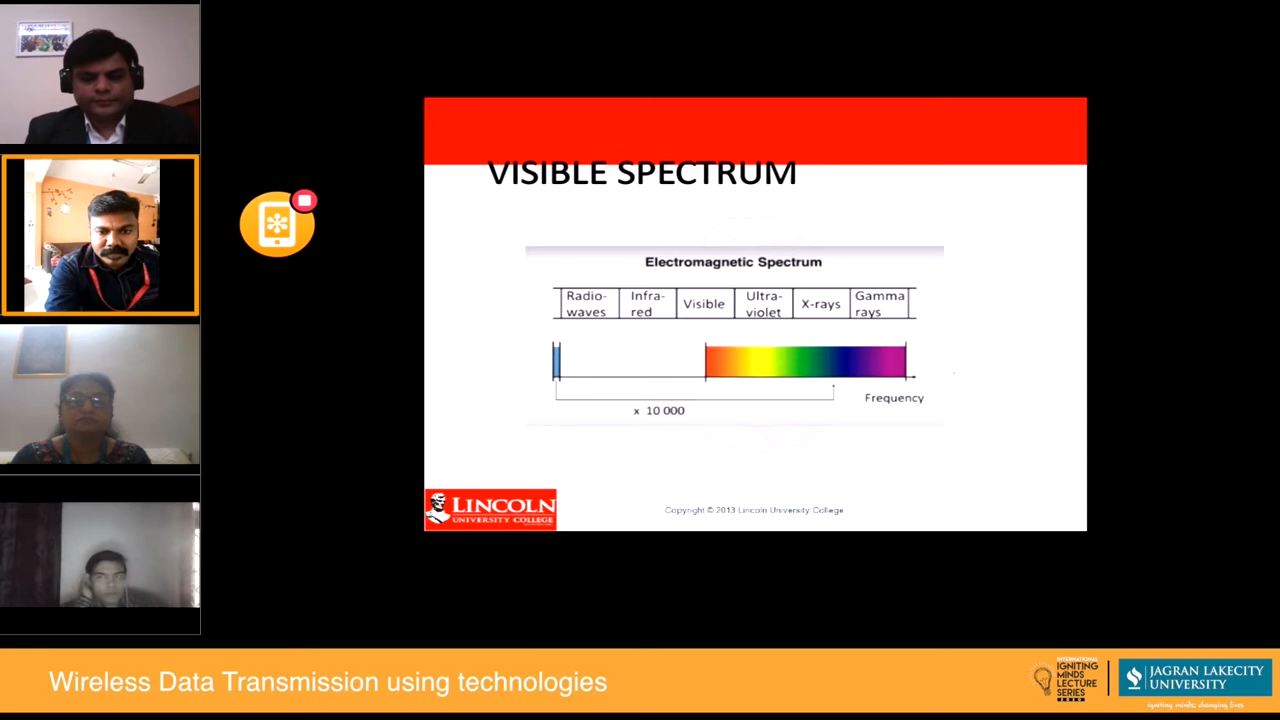 VISIBLE SPECTRUM
Electromagnetic Spectrum
Radio-
waves
Infra-
red
Visible
Ultra-
violet
X-rays
Gamma
rays
Frequency
x 10 000
LINCOLN
UNIVERSITY COLLEGE
Copyright © 2013 Lincoln University College
Wireless Data Transmission using technologies
INTERNATIONAL
IGNITING
MINDS
LECTURE
SERIES
JAGRAN LAKECITY
UNIVERSITY
igniting minds; changing lives